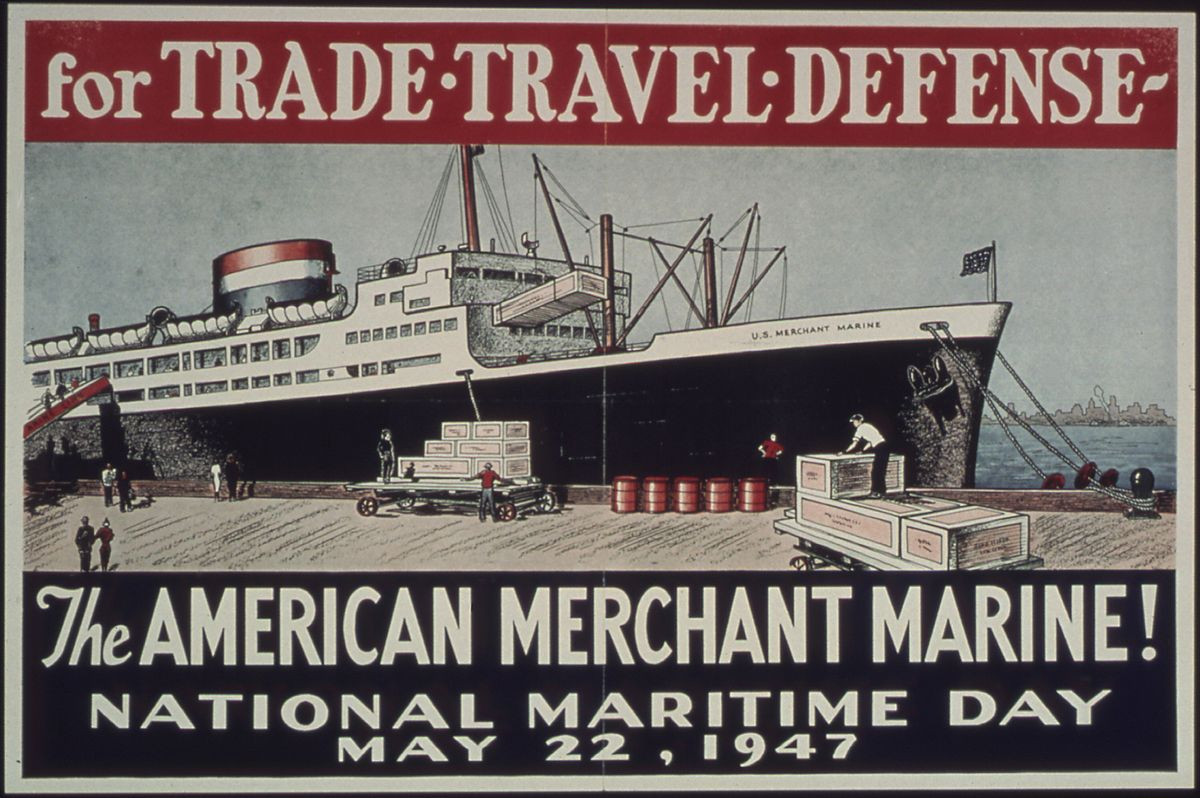 for TRADE·TRAVEL·DEFENSE-
U.S. MERCHANT MARINE
The AMERICAN MERCHANT MARINE!
NATIONAL MARITIME DAY
MAY 22, 1947